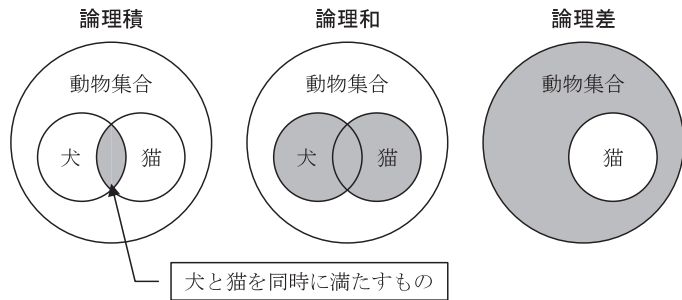 論理積
論理和
論理差
動物集合
犬
猫
動物集合
犬
猫
動物集合
猫
犬と猫を同時に満たすもの